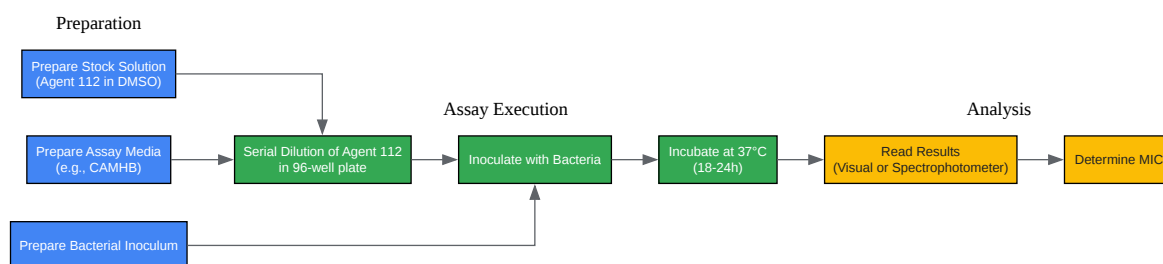 Preparation
Prepare Stock Solution
(Agent 112 in DMSO)
Assay Execution
Analysis
Prepare Assay Media
(e.g., CAMHB)
Serial Dilution of Agent 112
in 96-well plate
Inoculate with Bacteria
Incubate at 37°C
(18-24h)
Read Results
(Visual or Spectrophotometer)
Determine MIC
Prepare Bacterial Inoculum